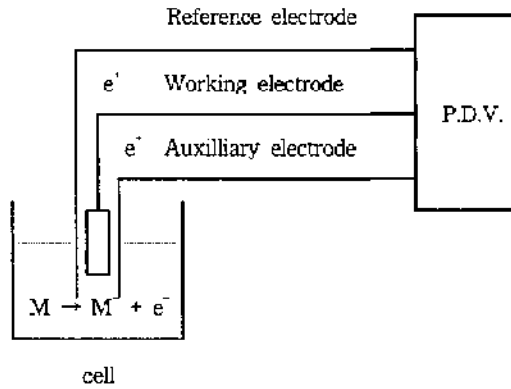 Reference electrode
e⁺ Working electrode
P.D.V.
e⁺ Auxilliary electrode
M → M⁻ + e⁻
cell